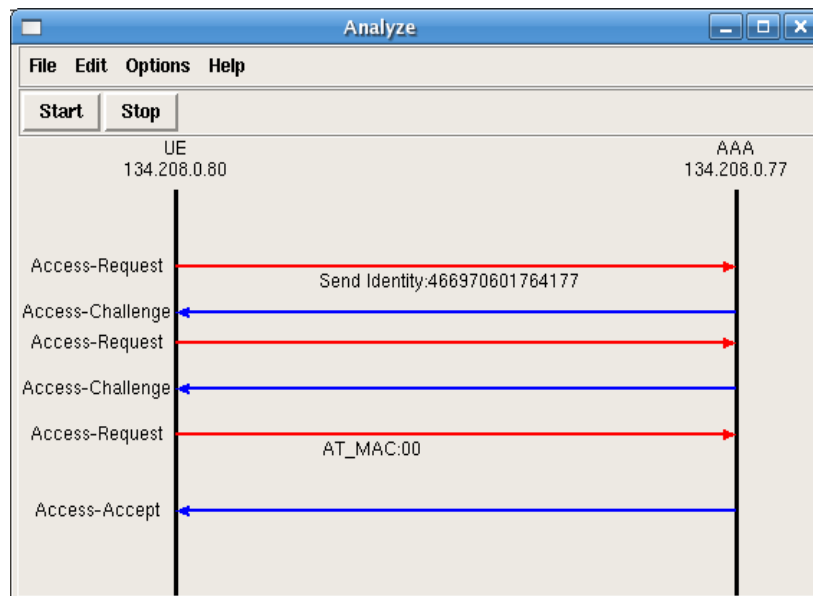 Analyze
File Edit Options Help
Start Stop
UE AAA
134.208.0.80 134.208.0.77
Access-Request
Send Identity:466970601764177
Access-Challenge
Access-Request
Access-Challenge
Access-Request
AT_MAC:00
Access-Accept